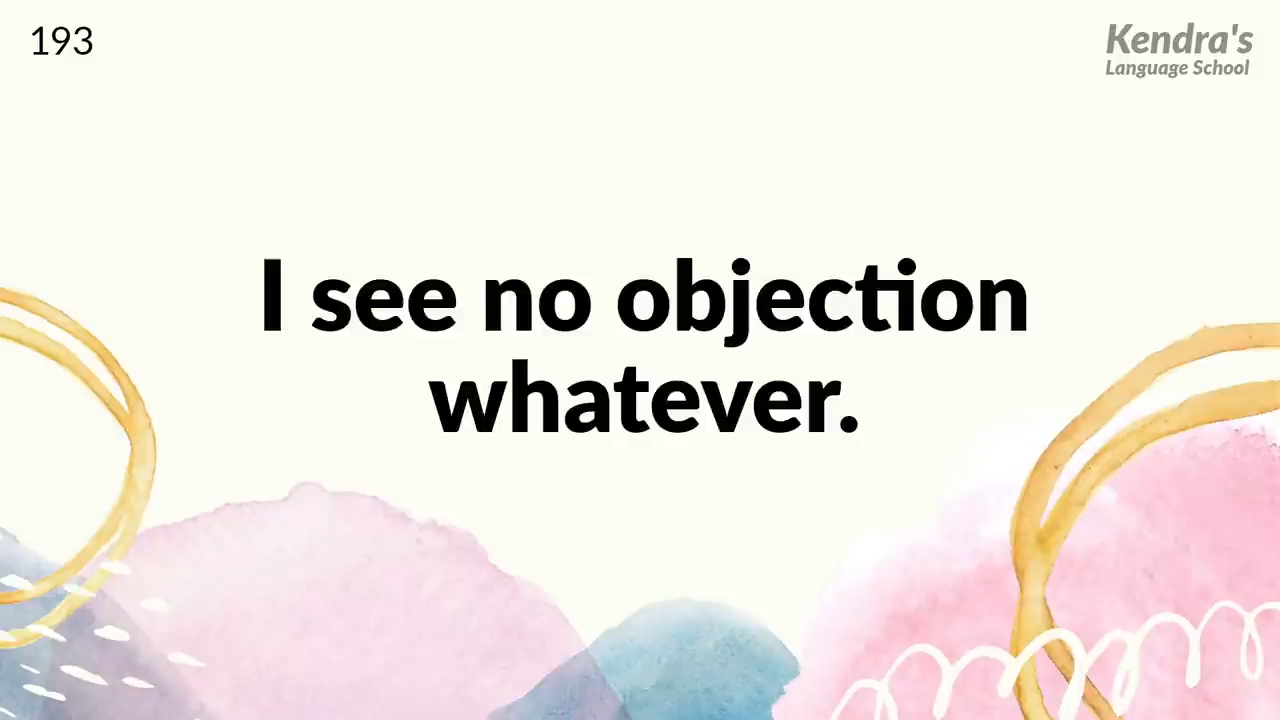 193
Kendra's
Language School
I see no objection
whatever.